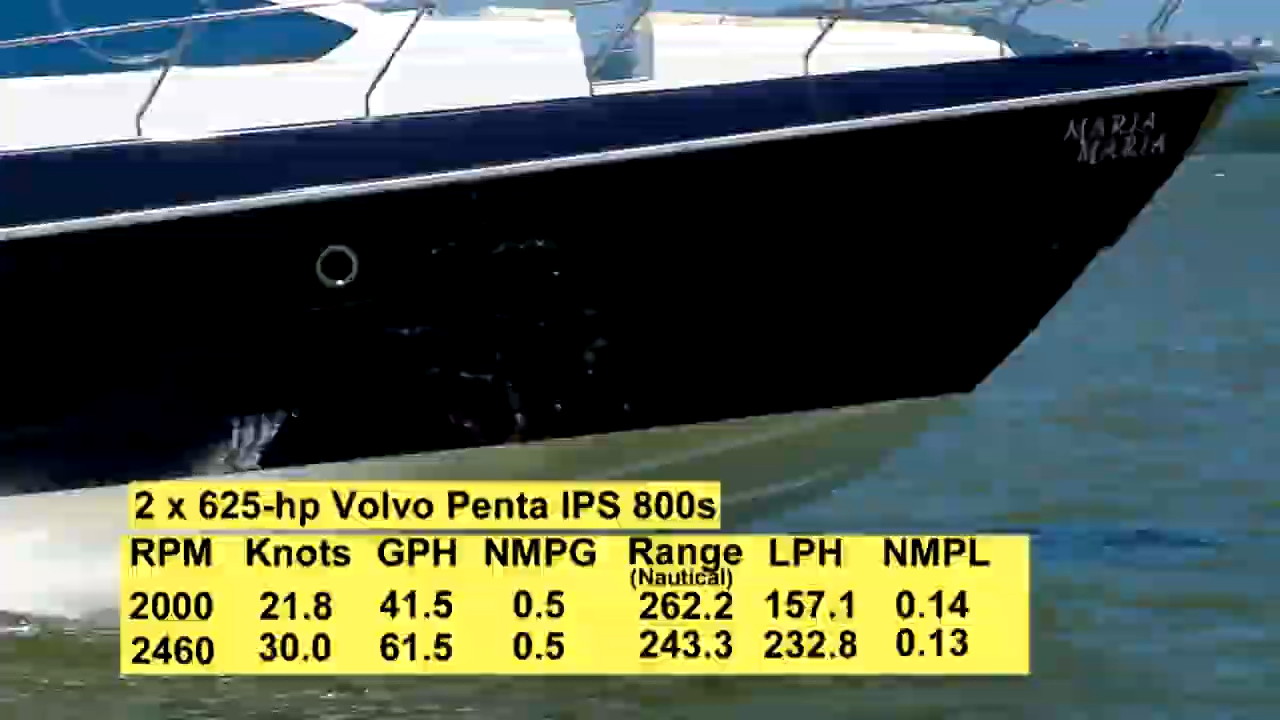 MARIA
MARIA
2 x 625-hp Volvo Penta IPS 800s
RPM Knots GPH NMPG Range LPH NMPL
(Nautical)
2000 21.8 41.5 0.5 262.2 157.1 0.14
2460 30.0 61.5 0.5 243.3 232.8 0.13